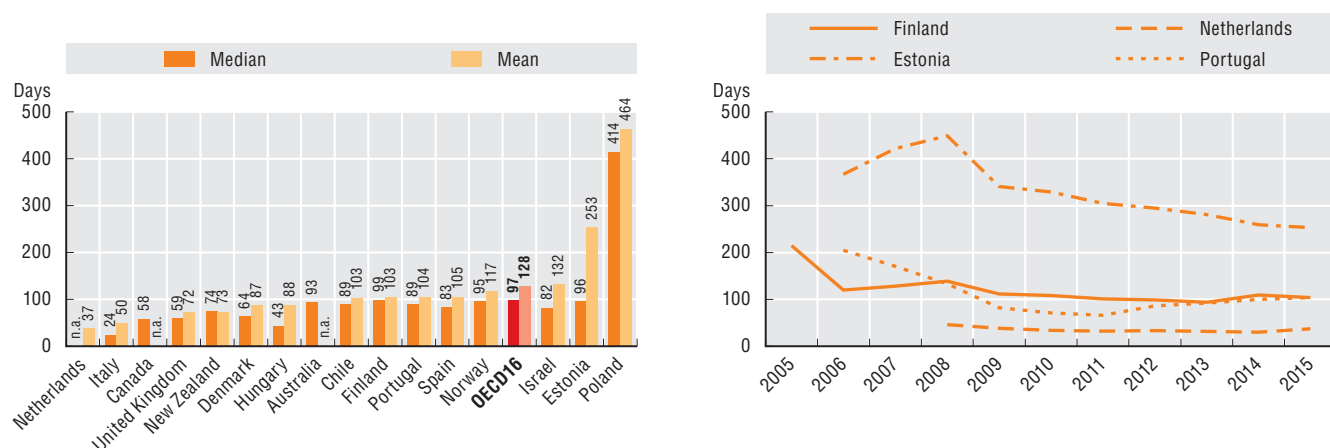 Median Mean
Days
500
400
300
200
100
0
n.a. 37 24 50 58 n.a. 59 72 74 73 64 87 43 88 93 n.a. 89 103 99 103 89 104 83 105 95 117 97 128 82 132 96 253 414 464
Netherlands
Italy
Canada
United Kingdom
New Zealand
Denmark
Hungary
Australia
Chile
Finland
Portugal
Spain
Norway
OECD16
Israel
Estonia
Poland
Finland Netherlands
Estonia Portugal
Days
500
400
300
200
100
0
2005 2006 2007 2008 2009 2010 2011 2012 2013 2014 2015